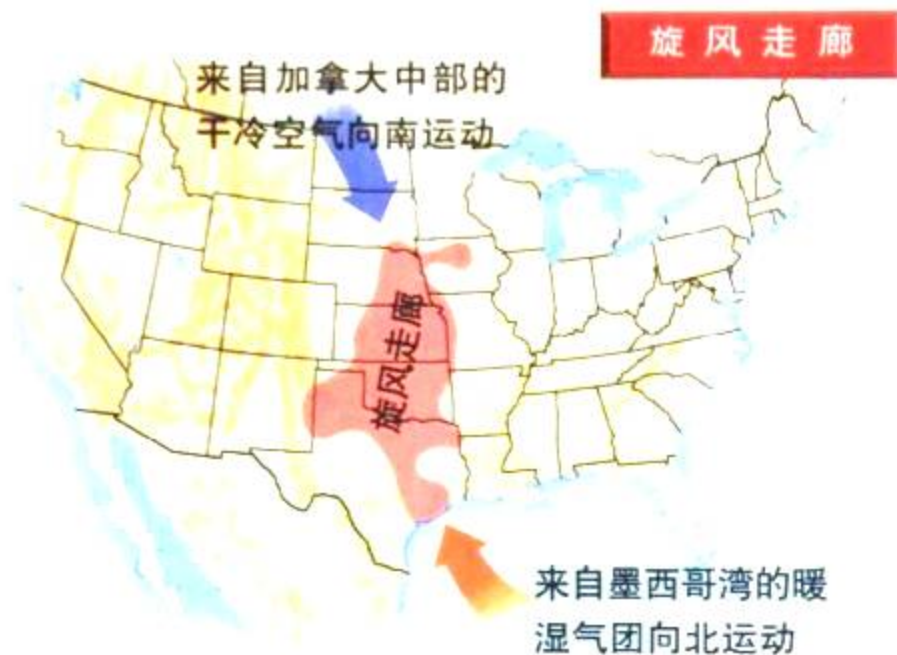 旋风走廊
来自加拿大中部的
干冷空气向南运动
旋风走廊
来自墨西哥湾的暖
湿气团向北运动